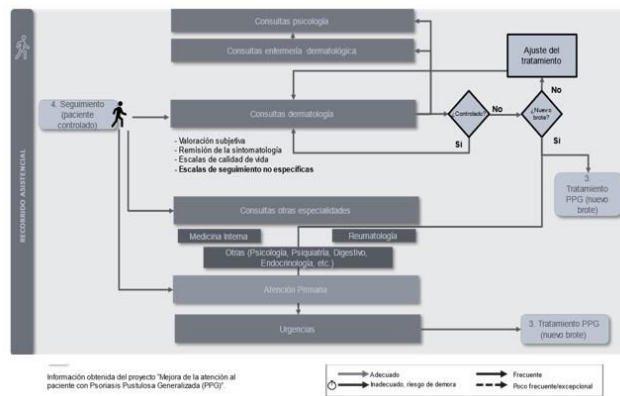 Consultas psicología
Consultas enfermería dermatológica
Ajuste del
tratamiento
4. Seguimiento
(paciente
controlado)
Consultas dermatología
¿Controlado?
No
¿Nuevo
brote?
No
Si
Si
- Valoración subjetiva
- Remisión de la sintomatología
- Escalas de calidad de vida
- Escalas de seguimiento no específicas
3.
Tratamiento
PPG (nuevo
brote)
RECORRIDO ASISTENCIAL
Consultas otras especialidades
Medicina Interna
Reumatología
Otras (Psicología, Psiquiatría, Digestivo,
Endocrinología, etc.)
Atención Primaria
Urgencias
3. Tratamiento PPG
(nuevo brote)
Información obtenida del proyecto "Mejora de la atención al
paciente con Psoriasis Pustulosa Generalizada (PPG)".
Adecuado
Frecuente
Inadecuado, riesgo de demora
Poco frecuente/excepcional